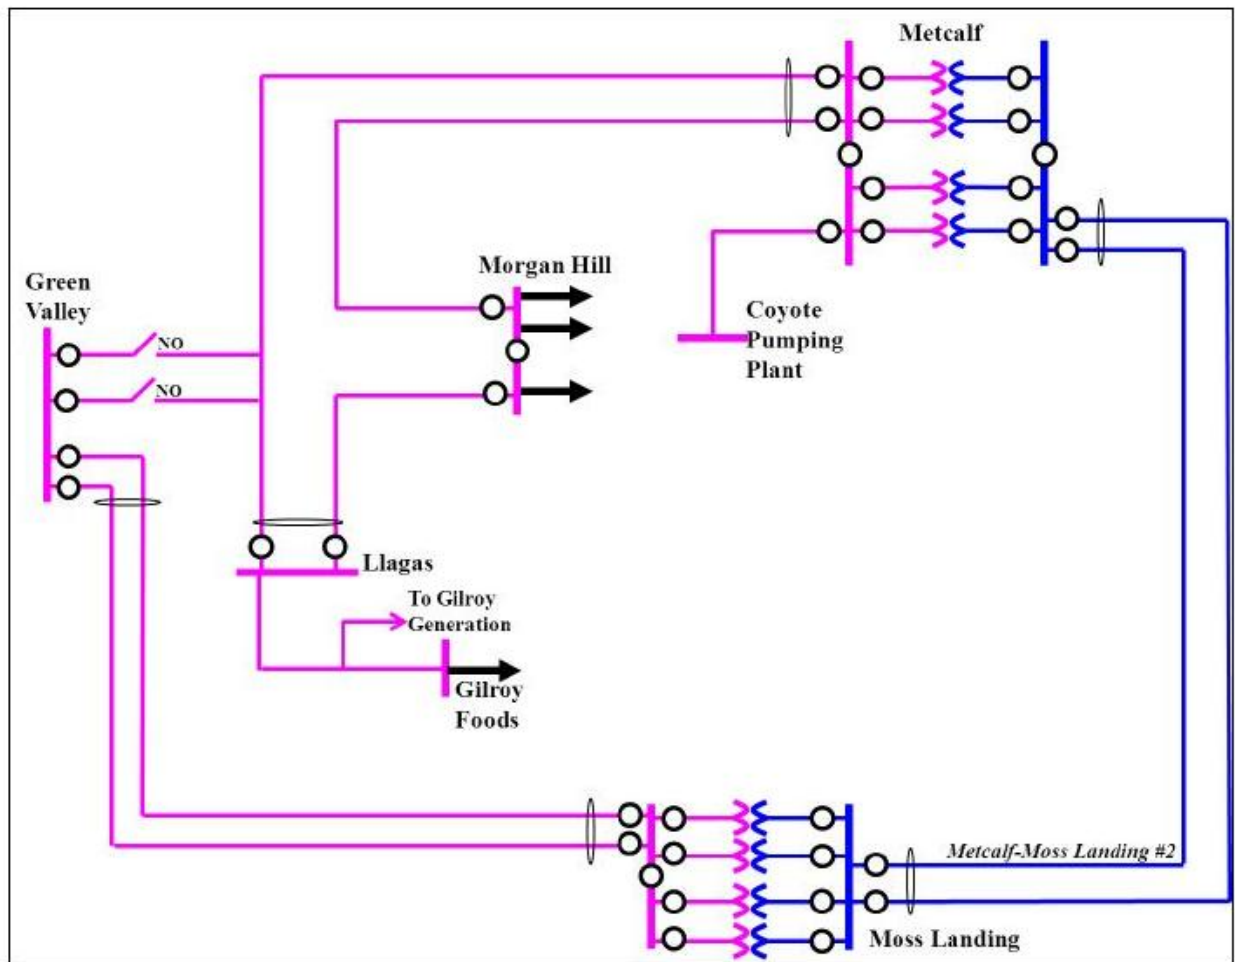 Metcalf
Morgan Hill
Green
Valley
NO
NO
Coyote
Pumping
Plant
Llagas
To Gilroy
Generation
Gilroy
Foods
Metcalf-Moss Landing #2
Moss Landing